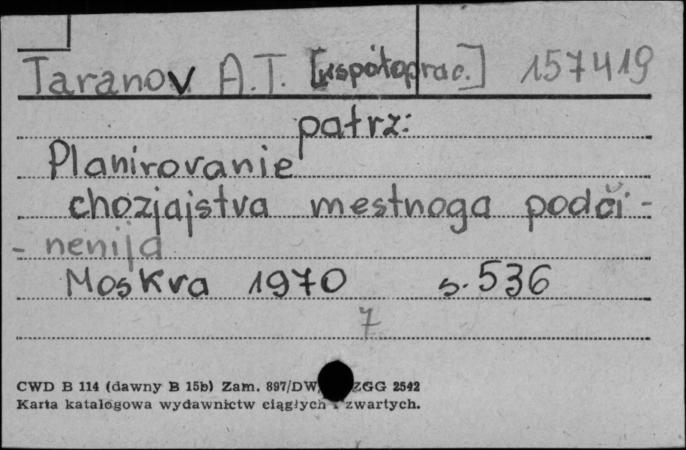 Taranov A.T. [współoprac.] 157419
patrz:
Planirovanie
chozjajstva mestnoga podči-
- nenija
Moskva 1970 s. 536
7
CWD B 114 (dawny B 15b) Zam. 897/DW ZGG 2542
Karta katalogowa wydawnictw ciągłych i zwartych.